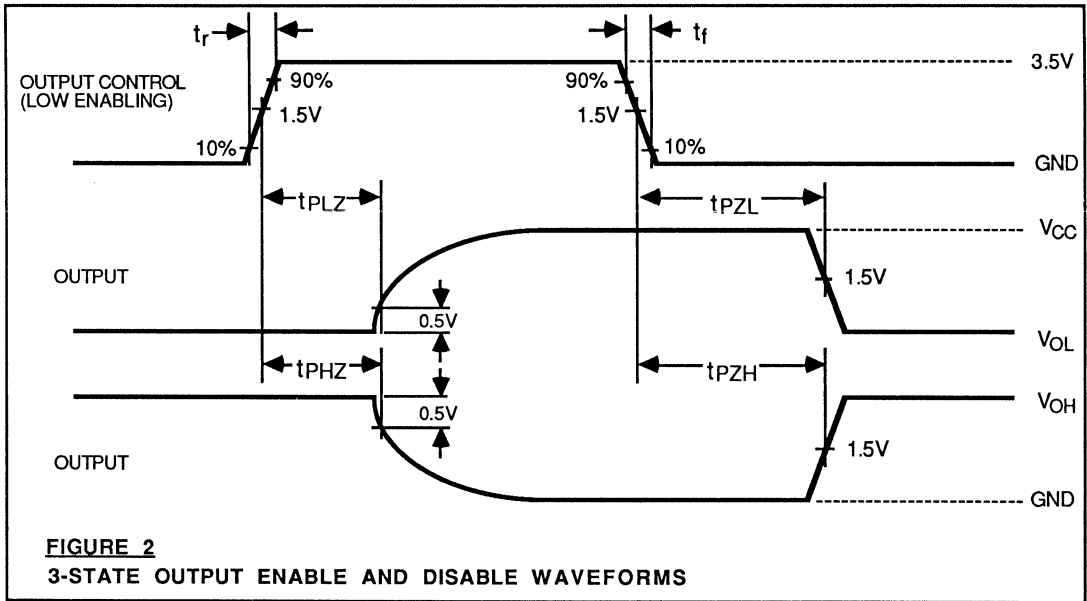 tr
tf
OUTPUT CONTROL
(LOW ENABLING)
90%
90%
3.5V
1.5V
1.5V
10%
10%
GND
tPLZ
tPZL
VCC
OUTPUT
1.5V
0.5V
VOL
tPHZ
tPZH
VOH
0.5V
OUTPUT
1.5V
GND
FIGURE 2
3-STATE OUTPUT ENABLE AND DISABLE WAVEFORMS